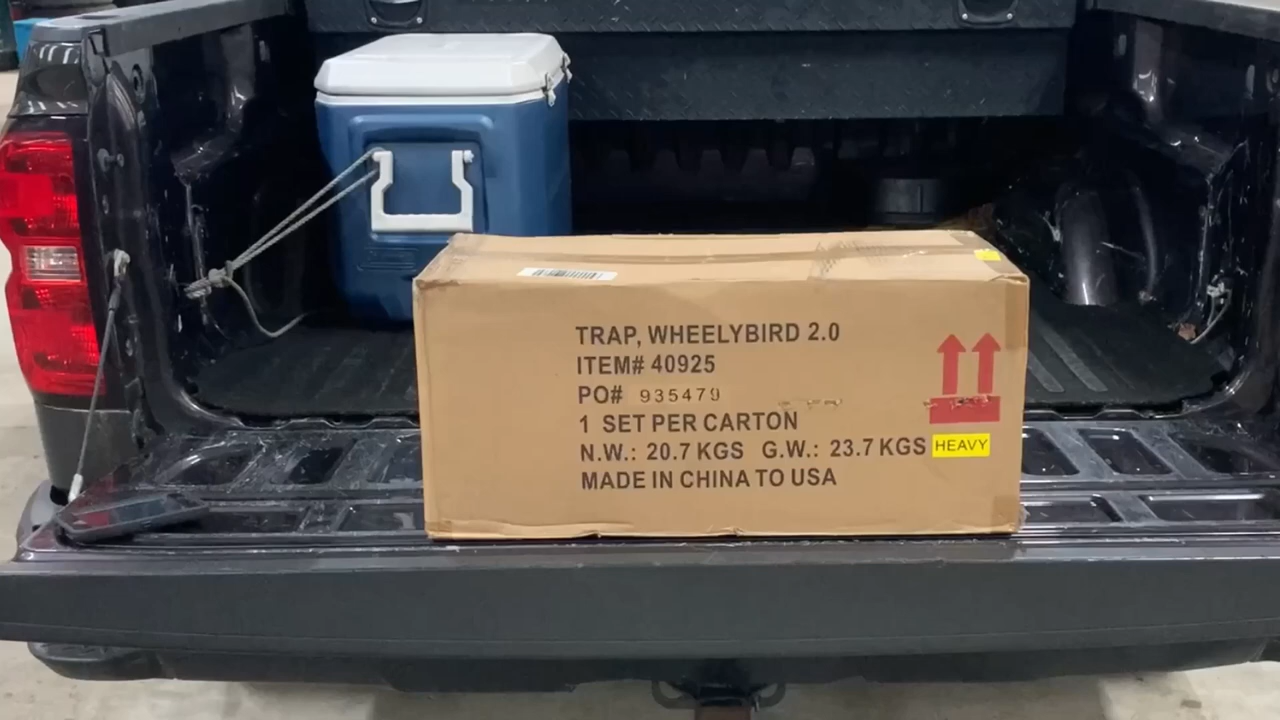 TRAP, WHEELYBIRD 2.0
ITEM# 40925
PO# 935479
1 SET PER CARTON
N.W.: 20.7 KGS G.W.: 23.7 KGS HEAVY
MADE IN CHINA TO USA